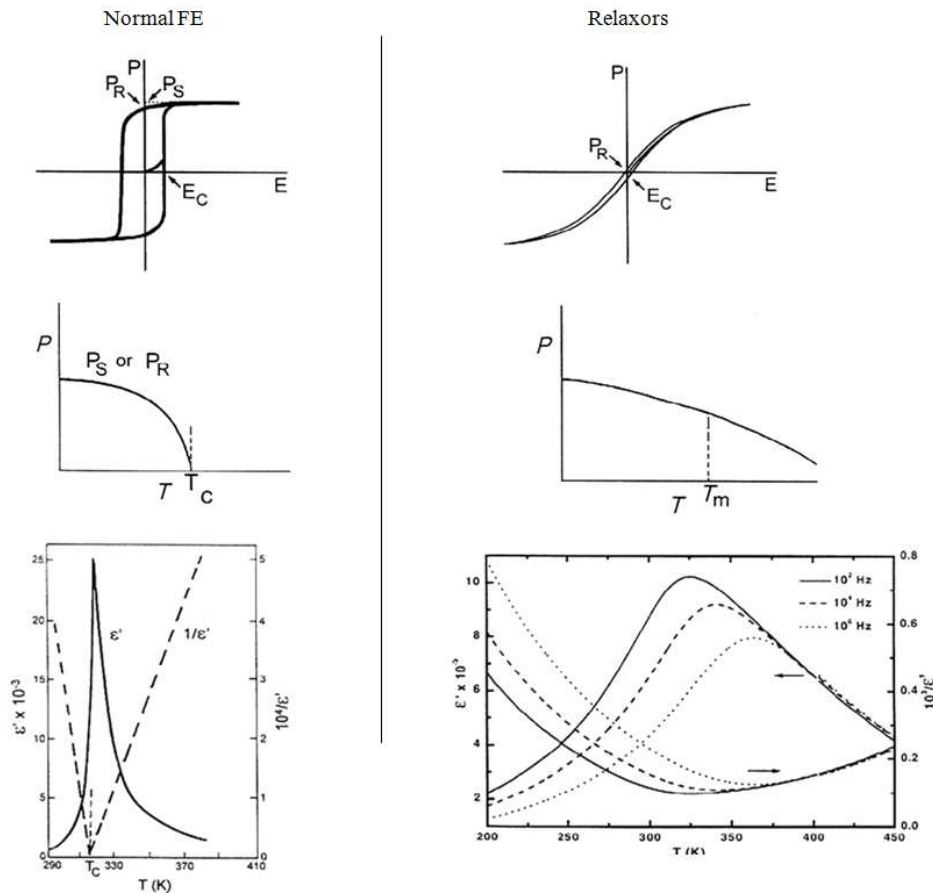 Normal FE
Relaxors
P
P_R
P_S
E_C
E
P
P_R
E_C
E
P
P_S or P_R
T
T_C
P
T
T_m
25
20
15
10
5
0
ε' x 10⁻³
ε'
1/ε'
5
4
3
2
1
0
10⁴/ε'
290
T_C
330
370
410
T (K)
10
8
6
4
2
ε' x 10⁻³
10² Hz
10⁴ Hz
10⁶ Hz
0.8
0.6
0.4
0.2
0.0
10³/ε'
200
250
300
350
400
450
T (K)